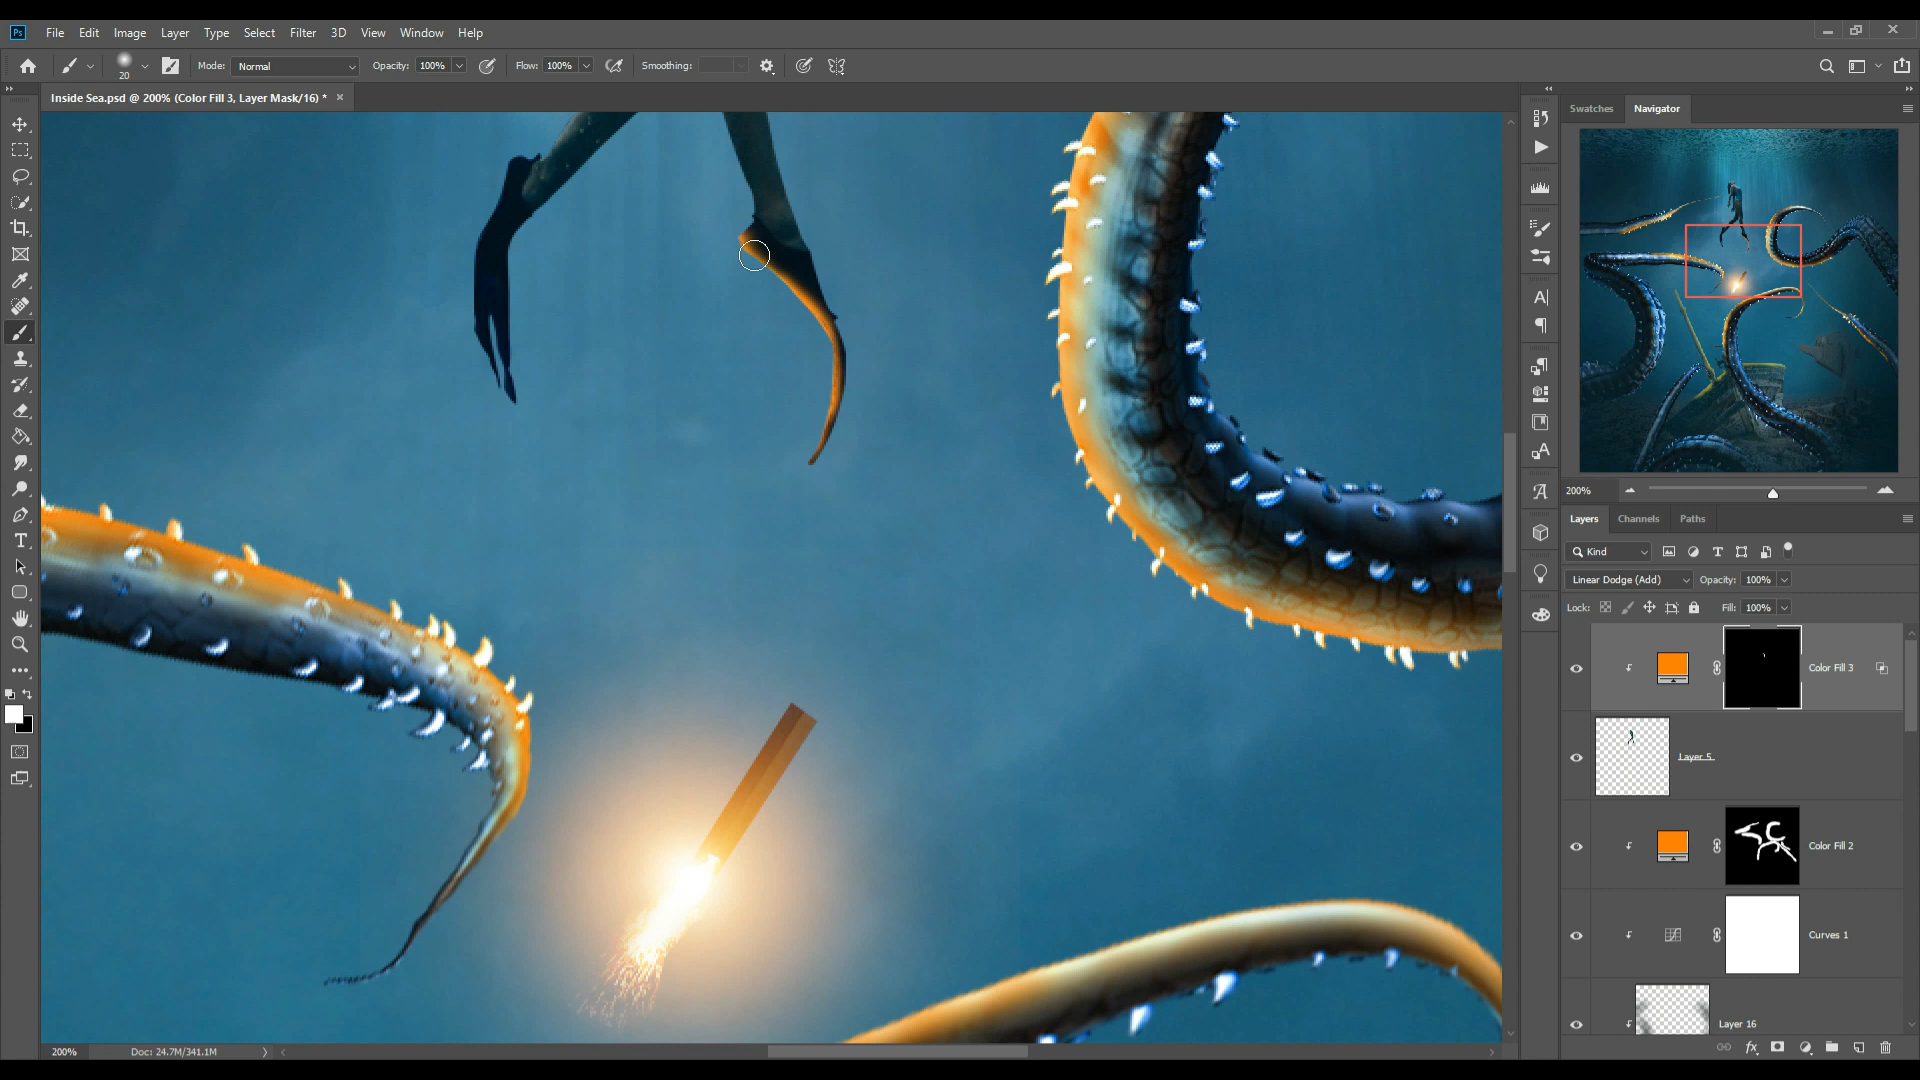 Ps File Edit Image Layer Type Select Filter 3D View Window Help
20 Mode: Normal Opacity: 100% Flow: 100% Smoothing:
Inside Sea.psd @ 200% (Color Fill 3, Layer Mask/16) * ×
Swatches Navigator
200%
Layers Channels Paths
Kind
Linear Dodge (Add) Opacity: 100%
Lock: Fill: 100%
Color Fill 3
Layer 5
Color Fill 2
Curves 1
Layer 16
200% Doc: 24.7M/341.1M